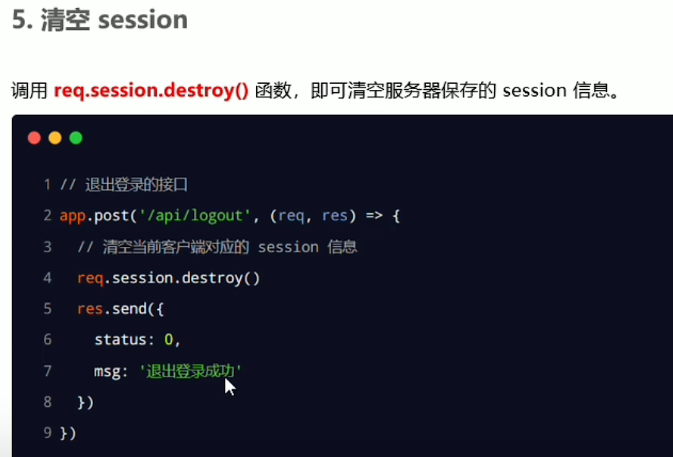 5. 清空 session
调用 req.session.destroy() 函数，即可清空服务器保存的 session 信息。
1 // 退出登录的接口
2 app.post('/api/logout', (req, res) => {
3 // 清空当前客户端对应的 session 信息
4 req.session.destroy()
5 res.send({
6 status: 0,
7 msg: '退出登录成功'
8 })
9 })